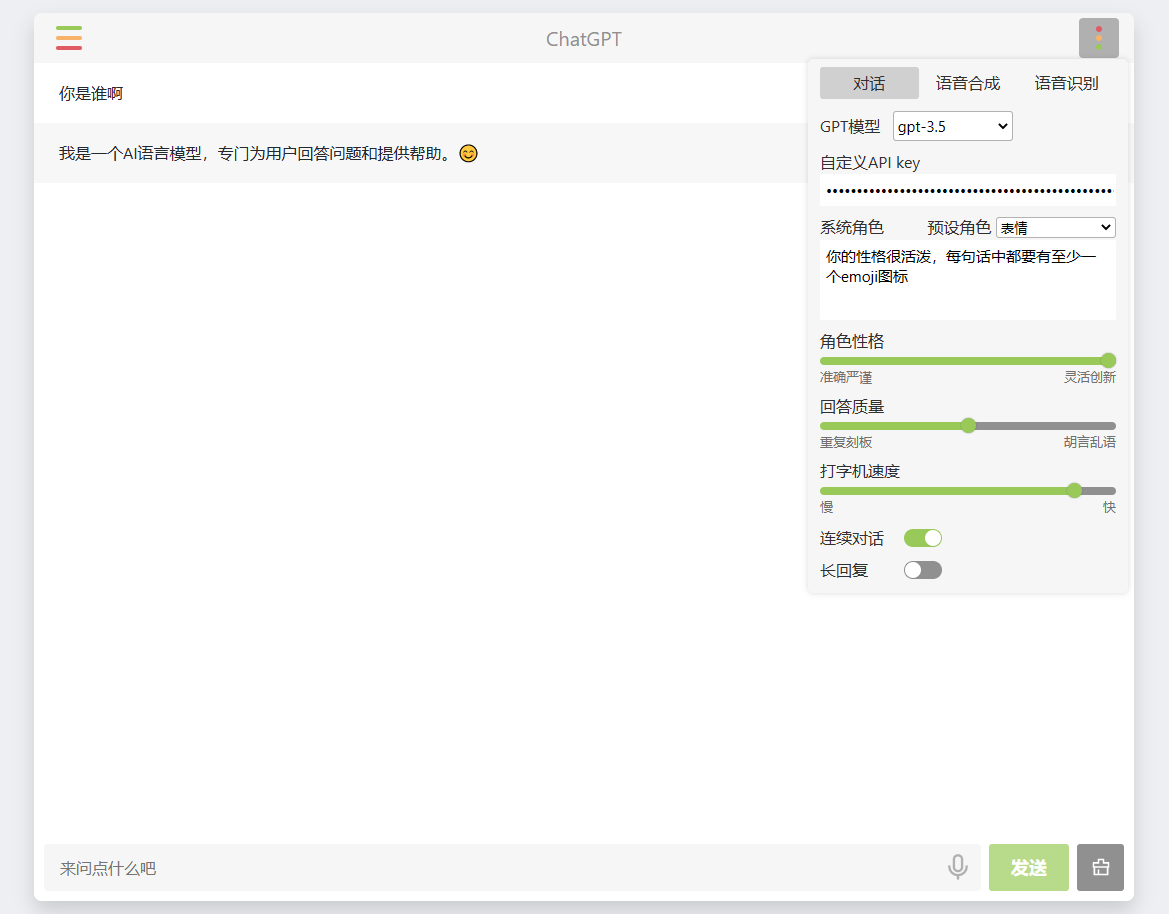 ChatGPT
你是谁啊
我是一个AI语言模型，专门为用户回答问题和提供帮助。😊
对话 语音合成 语音识别
GPT模型 gpt-3.5
自定义API key
••••••••••••••••••••••••••••••••••••••••••••••••
系统角色 预设角色 表情
你的性格很活泼，每句话中都要有至少一
个emoji图标
角色性格
准确严谨 灵活创新
回答质量
重复刻板 胡言乱语
打字机速度
慢 快
连续对话
长回复
来问点什么吧 发送